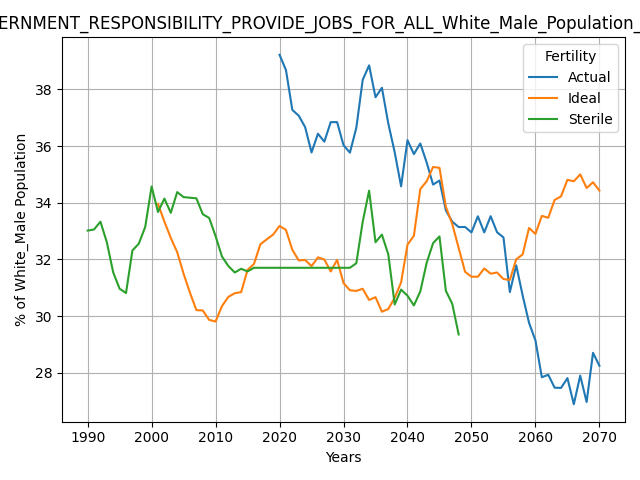 ERNMENT_RESPONSIBILITY_PROVIDE_JOBS_FOR_ALL_White_Male_Population_
Fertility
Actual
Ideal
Sterile
% of White_Male Population
38
36
34
32
30
28
1990 2000 2010 2020 2030 2040 2050 2060 2070
Years